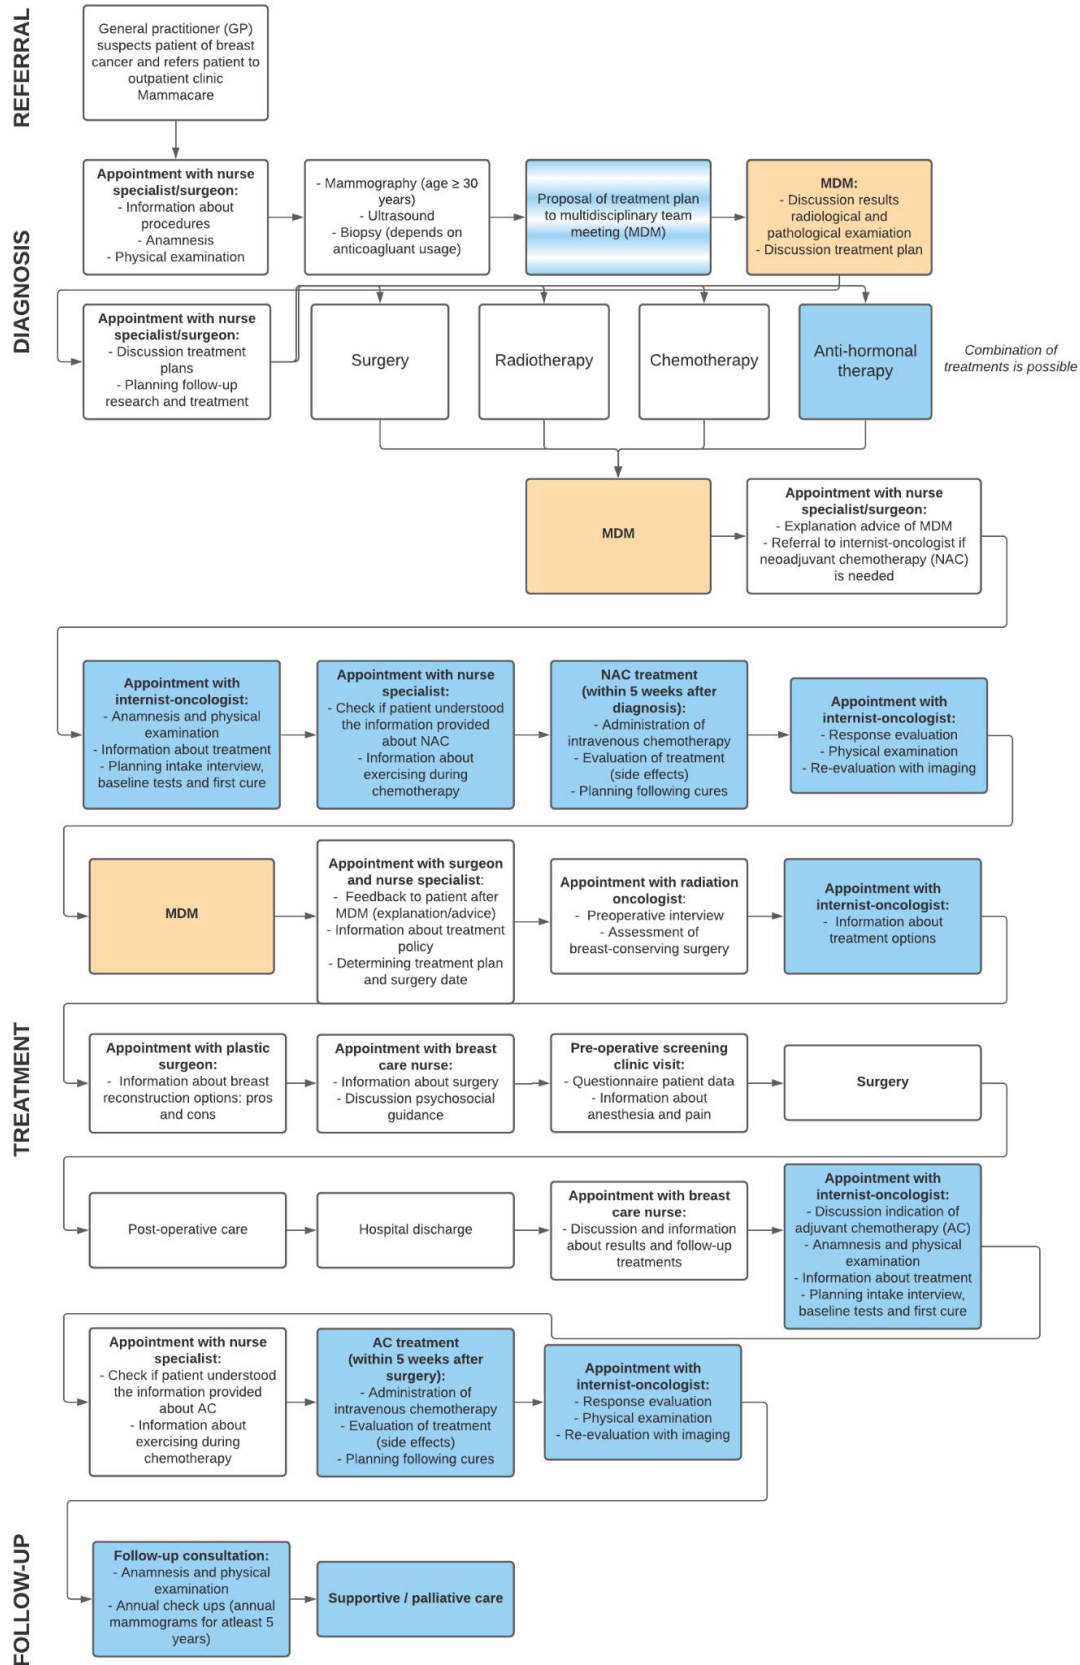 REFERRAL
General practitioner (GP)
suspects patient of breast
cancer and refers patient to
outpatient clinic
Mammacare
DIAGNOSIS
Appointment with nurse
specialist/surgeon:
- Information about
procedures
- Anamnesis
- Physical examination
- Mammography (age ≥ 30
years)
- Ultrasound
- Biopsy (depends on
anticoagluant usage)
Proposal of treatment plan
to multidisciplinary team
meeting (MDM)
MDM:
- Discussion results
radiological and
pathological examiation
- Discussion treatment plan
Appointment with nurse
specialist/surgeon:
- Discussion treatment
plans
- Planning follow-up
research and treatment
Surgery
Radiotherapy
Chemotherapy
Anti-hormonal
therapy
Combination of
treatments is possible
MDM
Appointment with nurse
specialist/surgeon:
- Explanation advice of MDM
- Referral to internist-oncologist if
neoadjuvant chemotherapy (NAC)
is needed
TREATMENT
Appointment with
internist-oncologist:
- Anamnesis and physical
examination
- Information about treatment
- Planning intake interview,
baseline tests and first cure
Appointment with nurse
specialist:
- Check if patient understood
the information provided
about NAC
- Information about
exercising during
chemotherapy
NAC treatment
(within 5 weeks after
diagnosis):
- Administration of
intravenous chemotherapy
- Evaluation of treatment
(side effects)
- Planning following cures
Appointment with
internist-oncologist:
- Response evaluation
- Physical examination
- Re-evaluation with imaging
MDM
Appointment with surgeon
and nurse specialist:
- Feedback to patient after
MDM (explanation/advice)
- Information about treatment
policy
- Determining treatment plan
and surgery date
Appointment with radiation
oncologist:
- Preoperative interview
- Assessment of
breast-conserving surgery
Appointment with
internist-oncologist:
- Information about
treatment options
Appointment with plastic
surgeon:
- Information about breast
reconstruction options: pros
and cons
Appointment with breast
care nurse:
- Information about surgery
- Discussion psychosocial
guidance
Pre-operative screening
clinic visit:
- Questionnaire patient data
- Information about
anesthesia and pain
Surgery
Post-operative care
Hospital discharge
Appointment with breast
care nurse:
- Discussion and information
about results and follow-up
treatments
Appointment with
internist-oncologist:
- Discussion indication of
adjuvant chemotherapy (AC)
- Anamnesis and physical
examination
- Information about treatment
- Planning intake interview,
baseline tests and first cure
Appointment with nurse
specialist:
- Check if patient understood
the information provided
about AC
- Information about
exercising during
chemotherapy
AC treatment
(within 5 weeks after
surgery):
- Administration of
intravenous chemotherapy
- Evaluation of treatment
(side effects)
- Planning following cures
Appointment with
internist-oncologist:
- Response evaluation
- Physical examination
- Re-evaluation with imaging
FOLLOW-UP
Follow-up consultation:
- Anamnesis and physical
examination
- Annual check ups (annual
mammograms for atleast 5
years)
Supportive / palliative care